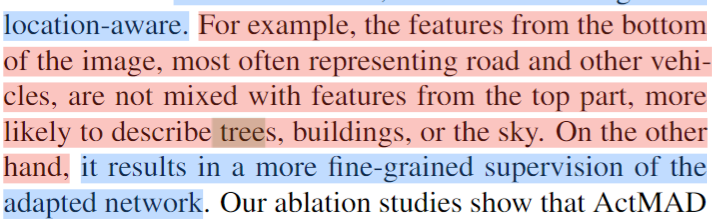 location-aware. For example, the features from the bottom
of the image, most often representing road and other vehi-
cles, are not mixed with features from the top part, more
likely to describe trees, buildings, or the sky. On the other
hand, it results in a more fine-grained supervision of the
adapted network. Our ablation studies show that ActMAD